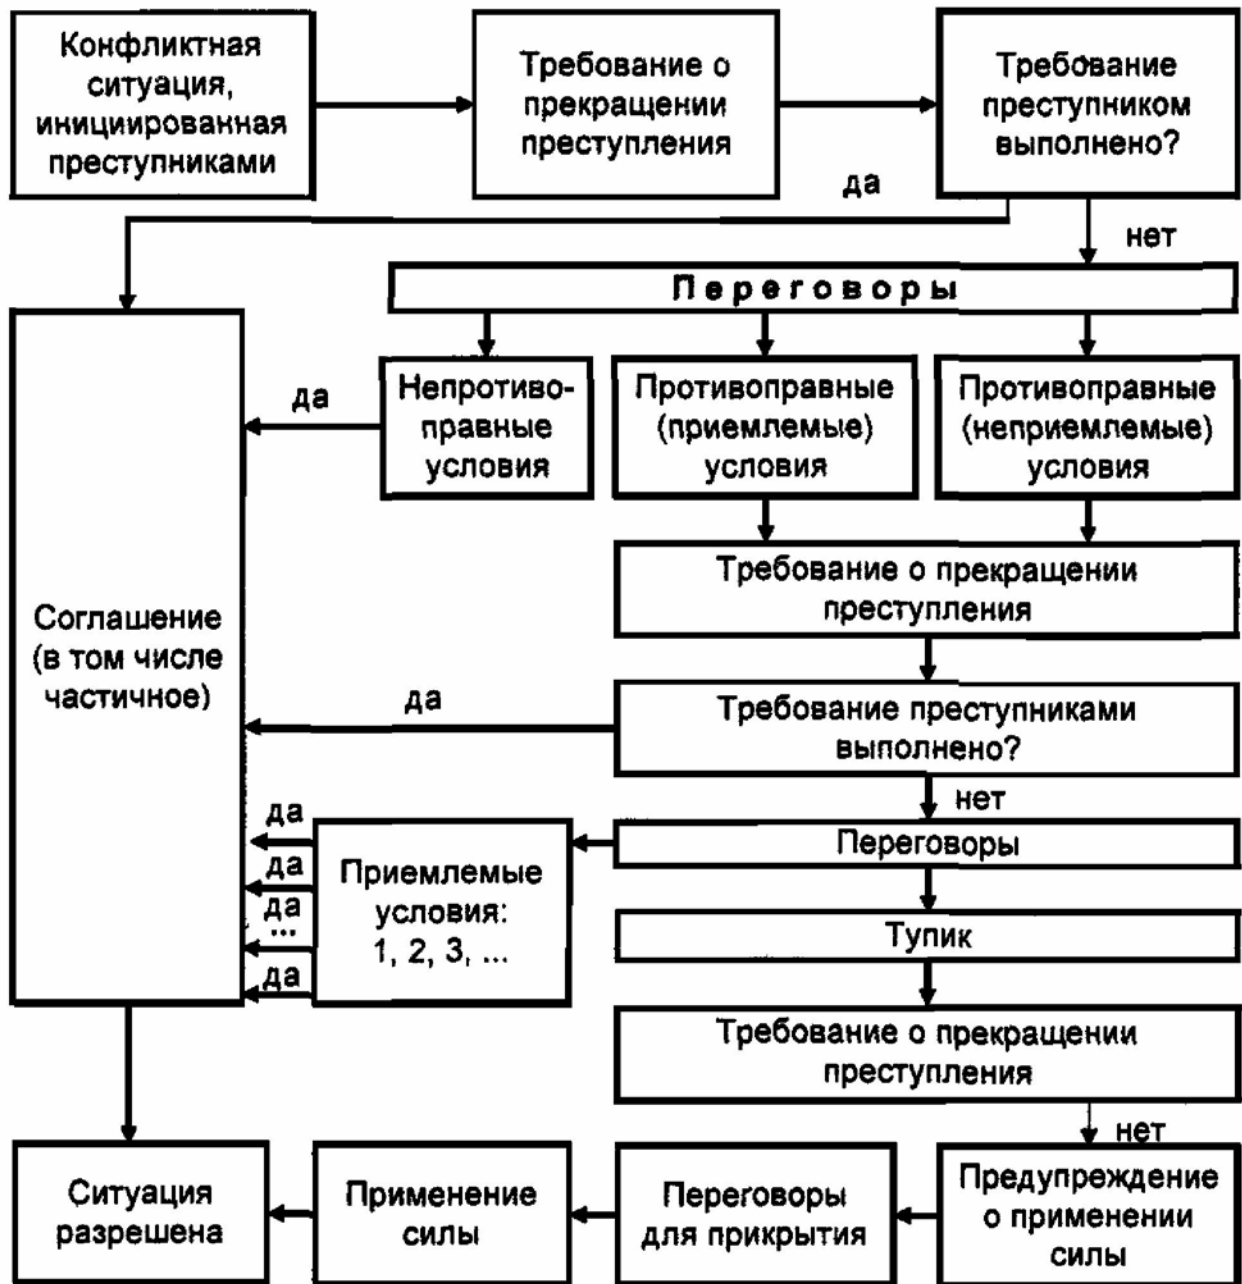 Конфликтная
ситуация,
инициированная
преступниками
Требование о
прекращении
преступления
Требование
преступником
выполнено?
да
нет
Переговоры
да
Непротиво-
правные
условия
Противоправные
(приемлемые)
условия
Противоправные
(неприемлемые)
условия
Требование о прекращении
преступления
Соглашение
(в том числе
частичное)
да
Требование преступниками
выполнено?
нет
да
да
да
...
да
Приемлемые
условия:
1, 2, 3, ...
Переговоры
Тупик
Требование о прекращении
преступления
нет
Ситуация
разрешена
Применение
силы
Переговоры
для прикрытия
Предупреждение
о применении
силы